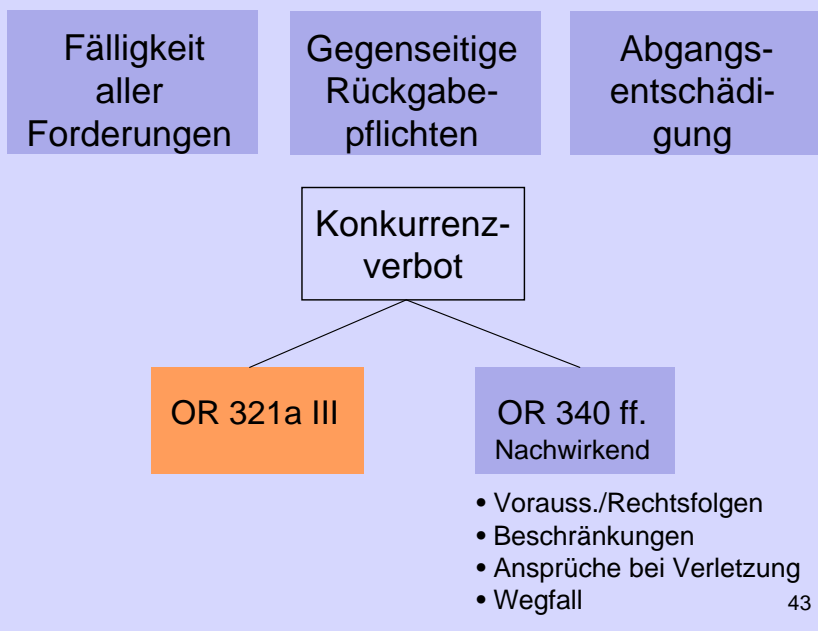 Fälligkeit
aller
Forderungen
Gegenseitige
Rückgabe-
pflichten
Abgangs-
entschädi-
gung
Konkurrenz-
verbot
OR 321a III
OR 340 ff.
Nachwirkend
• Vorauss./Rechtsfolgen
• Beschränkungen
• Ansprüche bei Verletzung
• Wegfall
43